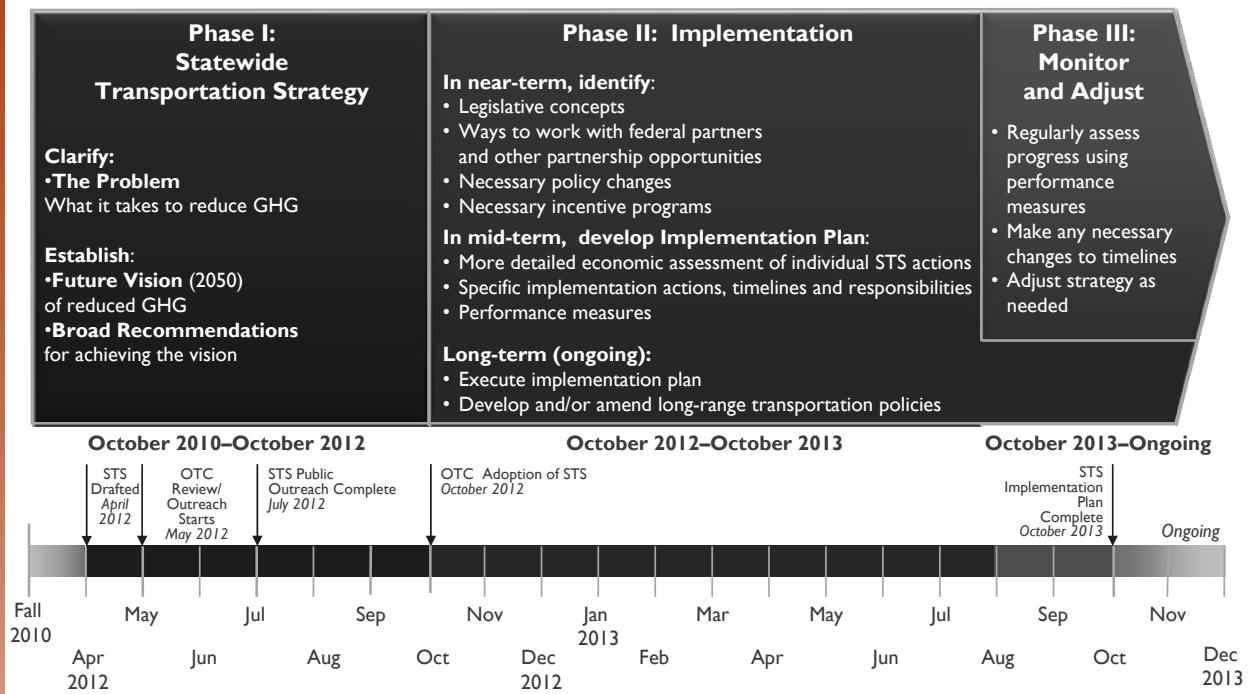 Phase I:
Statewide
Transportation Strategy
Clarify:
•The Problem
What it takes to reduce GHG
Establish:
•Future Vision (2050)
of reduced GHG
•Broad Recommendations
for achieving the vision
Phase II: Implementation
In near-term, identify:
• Legislative concepts
• Ways to work with federal partners
and other partnership opportunities
• Necessary policy changes
• Necessary incentive programs
In mid-term, develop Implementation Plan:
• More detailed economic assessment of individual STS actions
• Specific implementation actions, timelines and responsibilities
• Performance measures
Long-term (ongoing):
• Execute implementation plan
• Develop and/or amend long-range transportation policies
Phase III:
Monitor
and Adjust
• Regularly assess
progress using
performance
measures
• Make any necessary
changes to timelines
• Adjust strategy as
needed
October 2010–October 2012
October 2012–October 2013
October 2013–Ongoing
STS
Drafted
April
2012
OTC
Review/
Outreach
Starts
May 2012
STS Public
Outreach Complete
July 2012
OTC Adoption of STS
October 2012
STS
Implementation
Plan
Complete
October 2013
Ongoing
Fall
2010
Apr
2012
May
Jun
Jul
Aug
Sep
Oct
Nov
Dec
2012
Jan
2013
Feb
Mar
Apr
May
Jun
Jul
Aug
Sep
Oct
Nov
Dec
2013